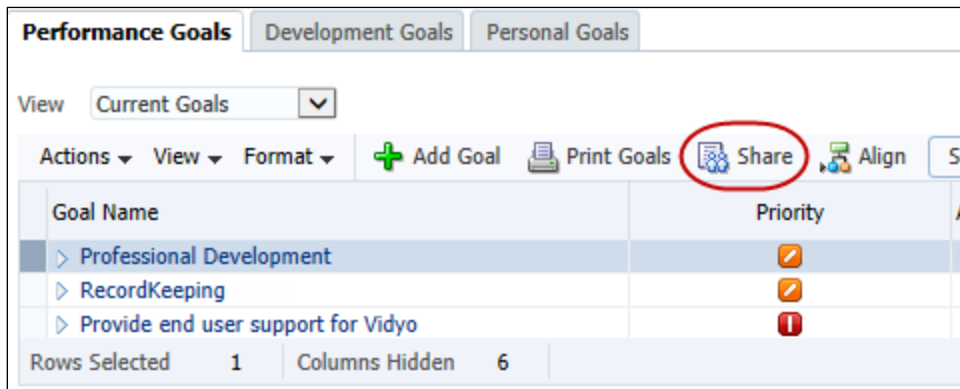 Performance Goals Development Goals Personal Goals
View Current Goals
Actions View Format Add Goal Print Goals Share Align S
Goal Name Priority A
Professional Development
RecordKeeping
Provide end user support for Vidyo
Rows Selected 1 Columns Hidden 6